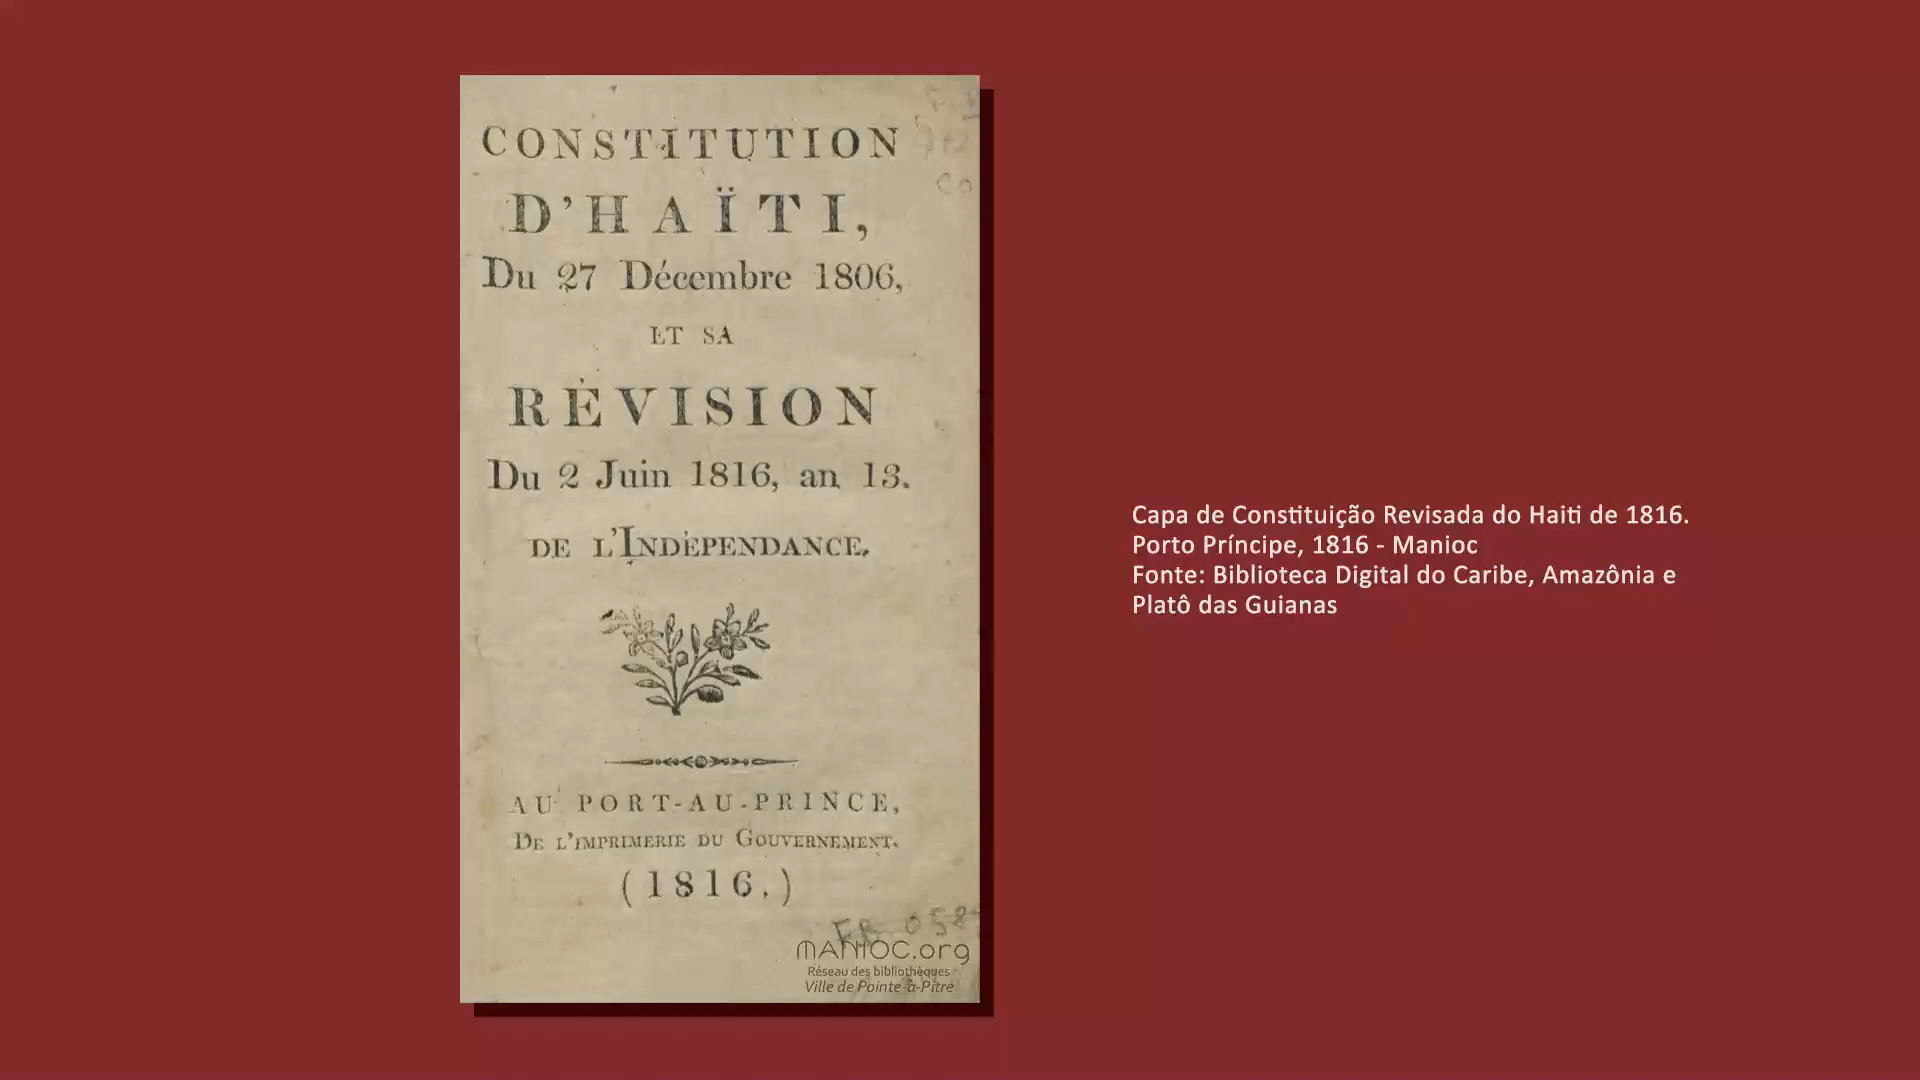 CONSTITUTION
D'HAÏTI,
Du 27 Décembre 1806,
ET SA
RÉVISION
Du 2 Juin 1816, an 13.
DE L'INDÉPENDANCE.
AU PORT-AU-PRINCE,
DE L'IMPRIMERIE DU GOUVERNEMENT.
(1816.)
MANIOC.org
Réseau des bibliothèques
Ville de Pointe-à-Pitre
Capa de Constituição Revisada do Haiti de 1816.
Porto Príncipe, 1816 - Manioc
Fonte: Biblioteca Digital do Caribe, Amazônia e
Platô das Guianas